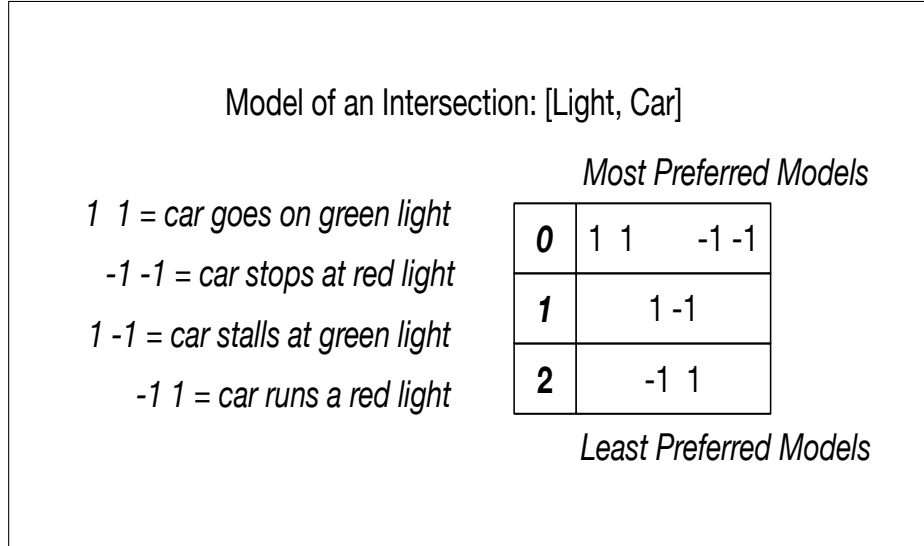 Model of an Intersection: [Light, Car]
1 1 = car goes on green light
-1 -1 = car stops at red light
1 -1 = car stalls at green light
-1 1 = car runs a red light
Most Preferred Models
0 1 1 -1 -1
1 1 -1
2 -1 1
Least Preferred Models